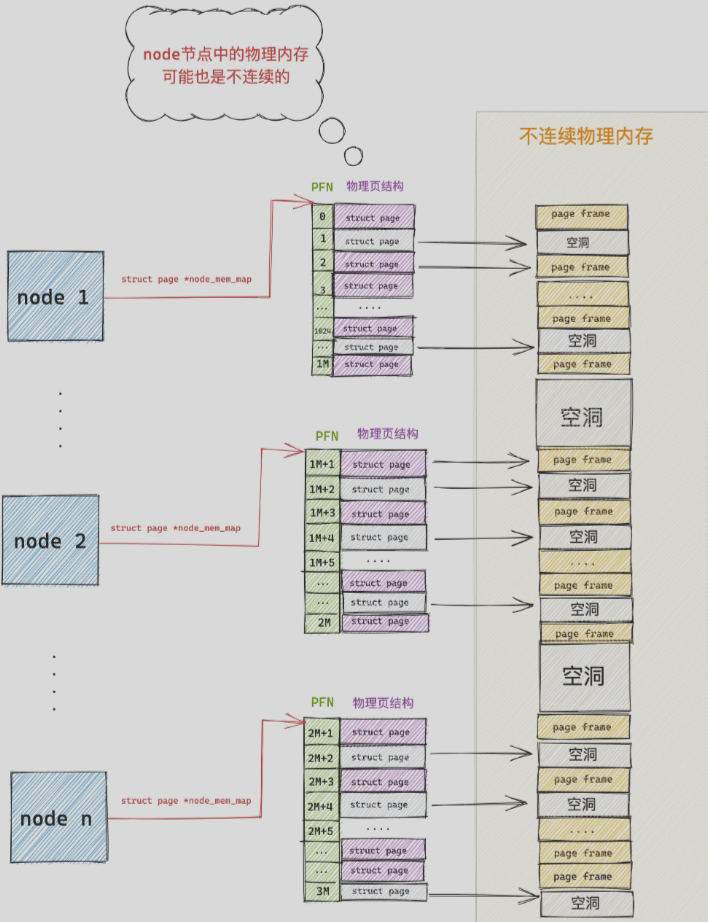 node节点中的物理内存
可能也是不连续的
不连续物理内存
PFN 物理页结构
0 struct page
1 struct page
2 struct page
3 struct page
... ....
1024 struct page
... struct page
1M struct page
page frame
空洞
page frame
....
page frame
空洞
page frame
空洞
node 1
struct page *node_mem_map
PFN 物理页结构
1M+1 struct page
1M+2 struct page
1M+3 struct page
1M+4 struct page
1M+5 ....
... struct page
... struct page
2M struct page
page frame
空洞
page frame
空洞
....
page frame
空洞
page frame
空洞
node 2
struct page *node_mem_map
PFN 物理页结构
2M+1 struct page
2M+2 struct page
2M+3 struct page
2M+4 struct page
2M+5 ....
... struct page
... struct page
3M struct page
page frame
空洞
page frame
空洞
....
page frame
page frame
空洞
node n
struct page *node_mem_map